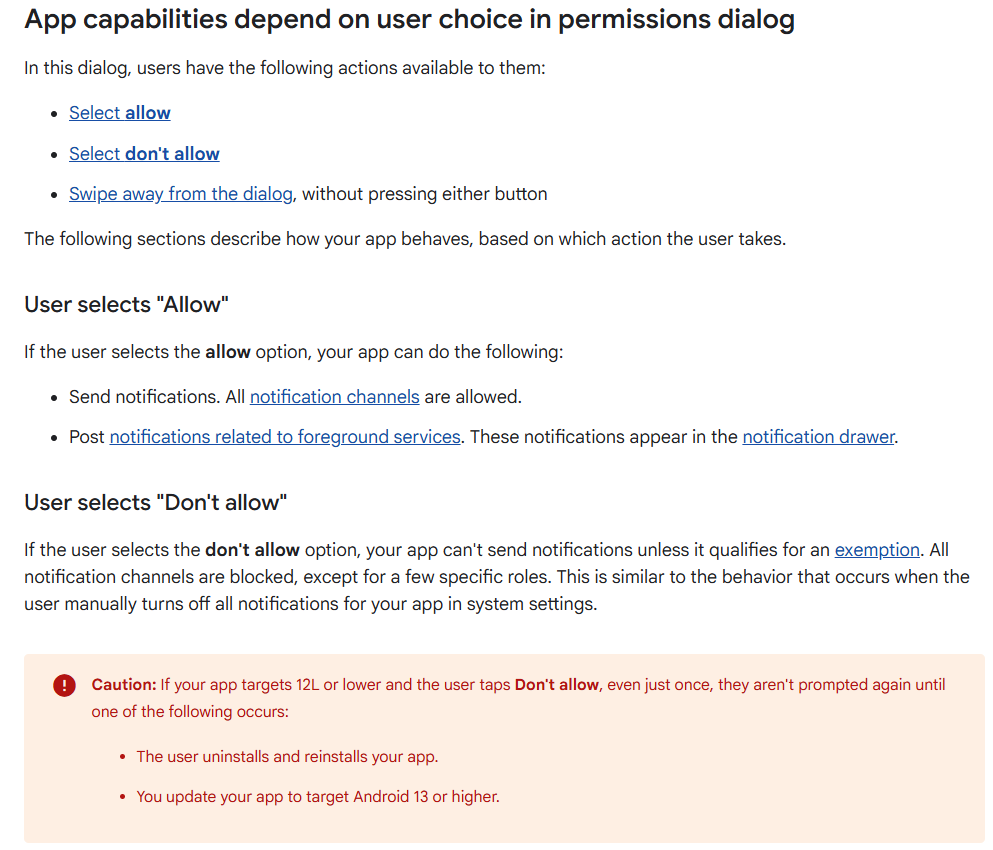 App capabilities depend on user choice in permissions dialog
In this dialog, users have the following actions available to them:
• Select allow
• Select don't allow
• Swipe away from the dialog, without pressing either button
The following sections describe how your app behaves, based on which action the user takes.
User selects "Allow"
If the user selects the allow option, your app can do the following:
• Send notifications. All notification channels are allowed.
• Post notifications related to foreground services. These notifications appear in the notification drawer.
User selects "Don't allow"
If the user selects the don't allow option, your app can't send notifications unless it qualifies for an exemption. All
notification channels are blocked, except for a few specific roles. This is similar to the behavior that occurs when the
user manually turns off all notifications for your app in system settings.
Caution: If your app targets 12L or lower and the user taps Don't allow, even just once, they aren't prompted again until
one of the following occurs:
• The user uninstalls and reinstalls your app.
• You update your app to target Android 13 or higher.